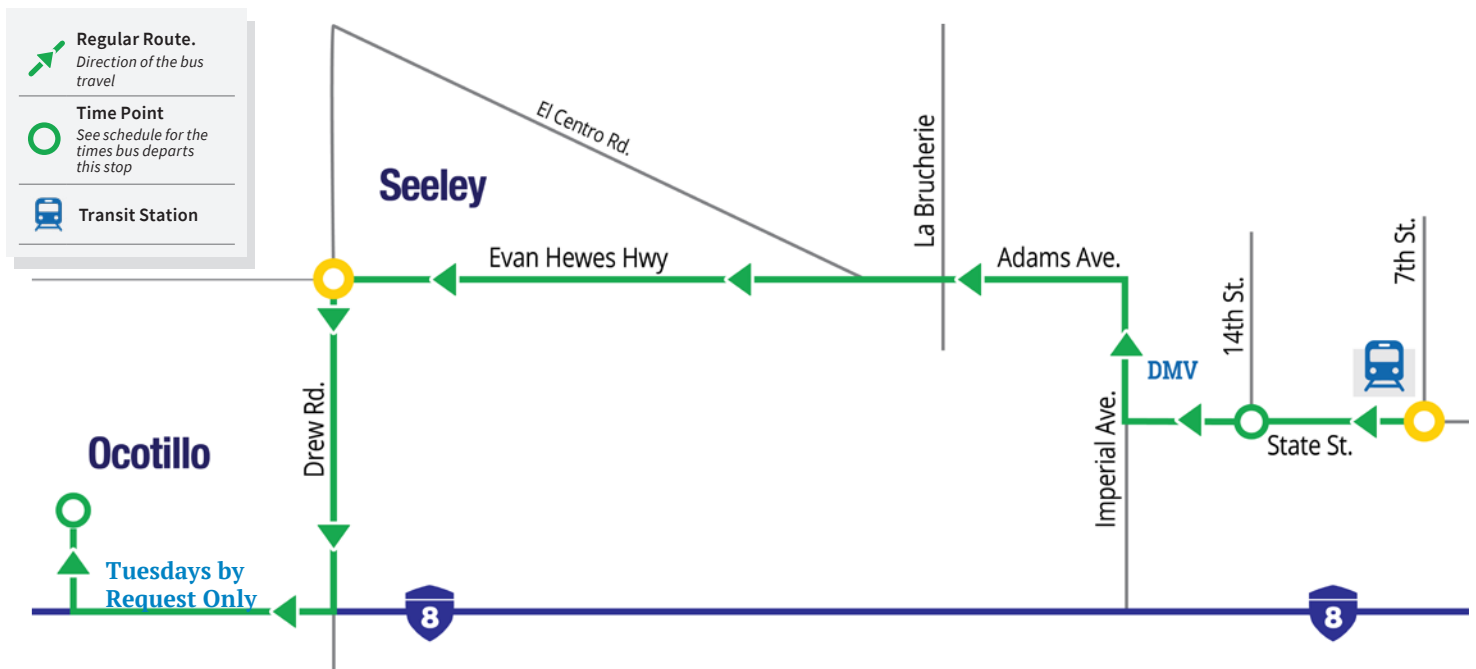 Regular Route.
Direction of the bus
travel
Time Point
See schedule for the
times bus departs
this stop
Transit Station
El Centro Rd.
Seeley
La Brucherie
Evan Hewes Hwy
Adams Ave.
7th St.
14th St.
DMV
Drew Rd.
Imperial Ave.
State St.
Ocotillo
Tuesdays by
Request Only
8
8